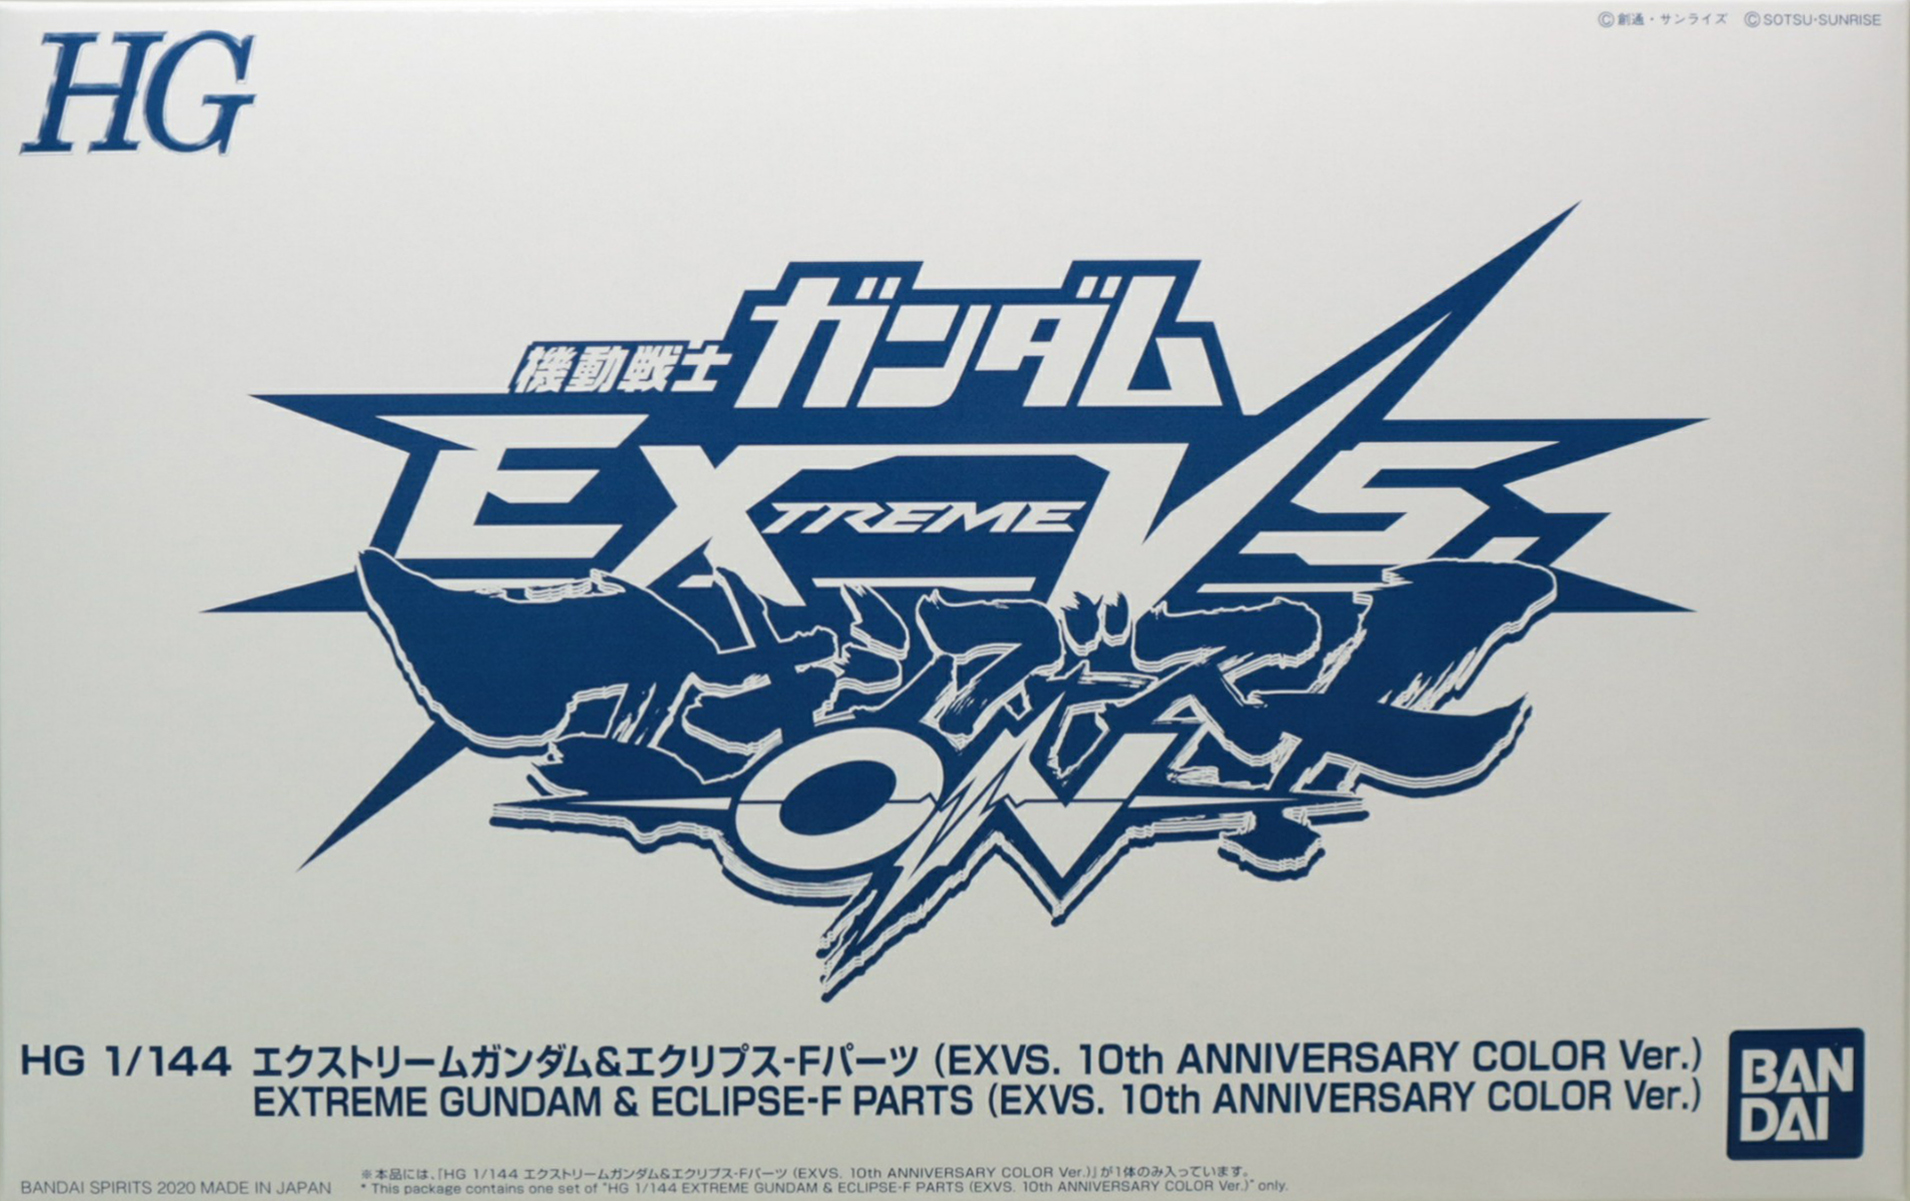 ©創通・サンライズ ©SOTSU・SUNRISE
HG
機動戦士ガンダム
EXTREME VS.
マキシブースト
ON
HG 1/144 エクストリームガンダム&エクリプス-Fパーツ (EXVS. 10th ANNIVERSARY COLOR Ver.)
EXTREME GUNDAM & ECLIPSE-F PARTS (EXVS. 10th ANNIVERSARY COLOR Ver.)
BAN
DAI
※本品には、「HG 1/144 エクストリームガンダム&エクリプス-Fパーツ (EXVS. 10th ANNIVERSARY COLOR Ver.)」が1体のみ入っています。
BANDAI SPIRITS 2020 MADE IN JAPAN
* This package contains one set of "HG 1/144 EXTREME GUNDAM & ECLIPSE-F PARTS (EXVS. 10th ANNIVERSARY COLOR Ver.)" only.